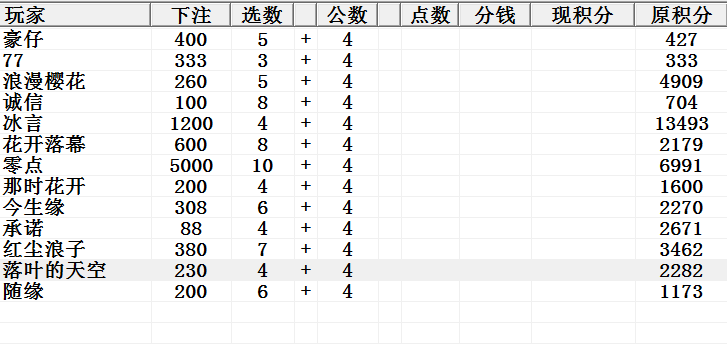 玩家 下注 选数 公数 点数 分钱 现积分 原积分
豪仔 400 5 + 4 427
77 333 3 + 4 333
浪漫樱花 260 5 + 4 4909
诚信 100 8 + 4 704
冰言 1200 4 + 4 13493
花开落幕 600 8 + 4 2179
零点 5000 10 + 4 6991
那时花开 200 4 + 4 1600
今生缘 308 6 + 4 2270
承诺 88 4 + 4 2671
红尘浪子 380 7 + 4 3462
落叶的天空 230 4 + 4 2282
随缘 200 6 + 4 1173